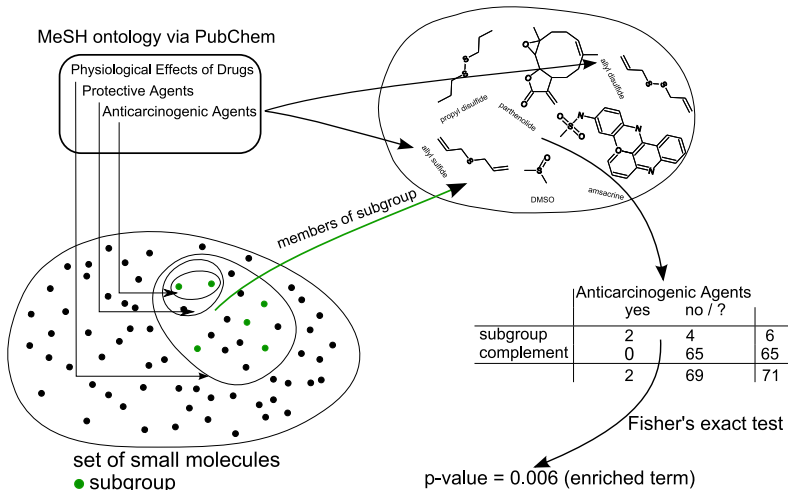 MeSH ontology via PubChem
Physiological Effects of Drugs
Protective Agents
Anticarcinogenic Agents
S
S
propyl disulfide
O
O
O
parthenolide
allyl disulfide
S
S
allyl sulfide
S
O
S
DMSO
O
S
O
N
N
O
N
amsacrine
members of subgroup
set of small molecules
subgroup
Anticarcinogenic Agents
yes no / ?
subgroup 2 4 6
complement 0 65 65
2 69 71
Fisher's exact test
p-value = 0.006 (enriched term)